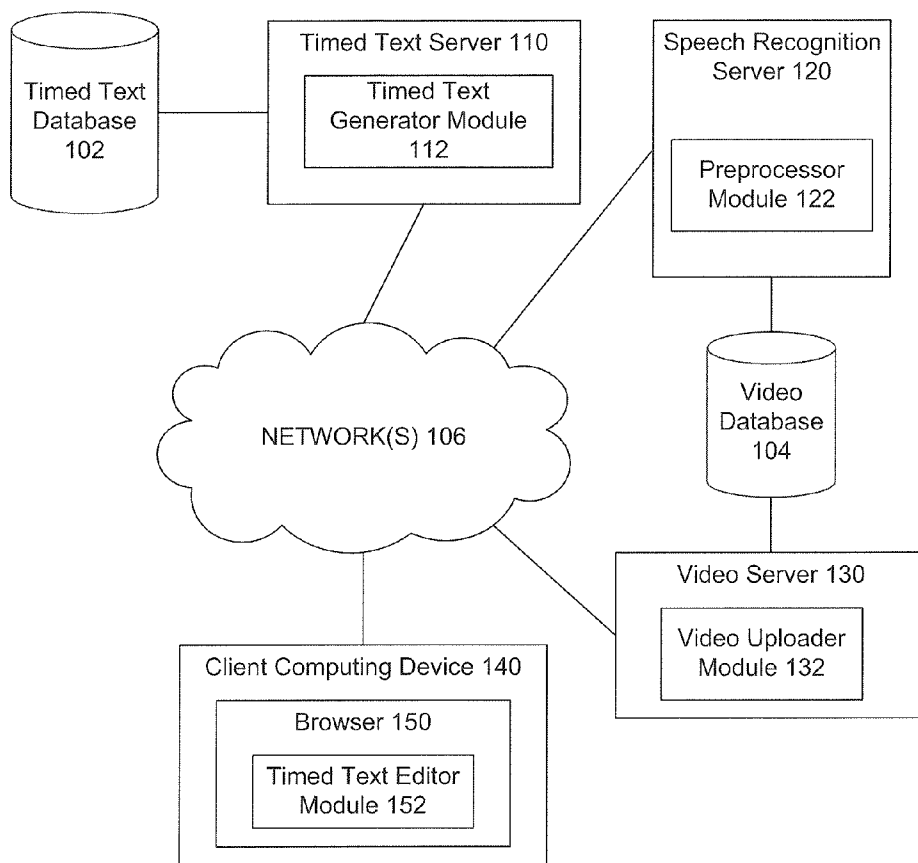 Timed Text
Database
102
Timed Text Server 110
Timed Text
Generator Module
112
Speech Recognition
Server 120
Preprocessor
Module 122
NETWORK(S) 106
Video
Database
104
Video Server 130
Video Uploader
Module 132
Client Computing Device 140
Browser 150
Timed Text Editor
Module 152